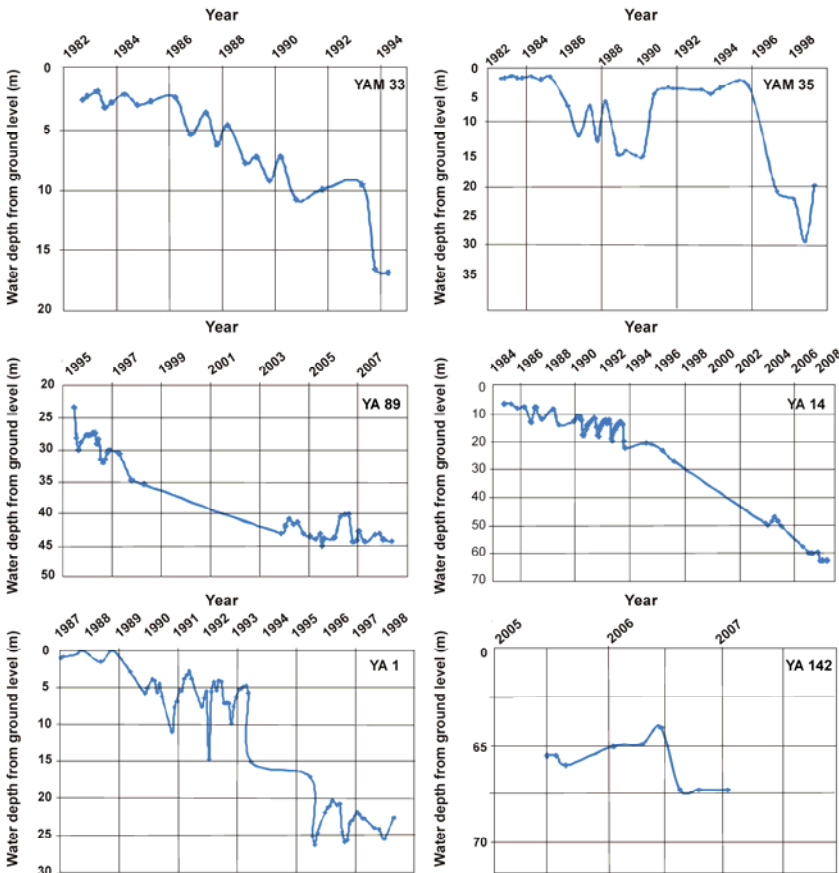 Year
1982 1984 1986 1988 1990 1992 1994
Water depth from ground level (m)
0
5
10
15
20
YAM 33
Year
1982 1984 1986 1988 1990 1992 1994 1996 1998
Water depth from ground level (m)
0
5
10
15
20
30
35
YAM 35
Year
1995 1997 1999 2001 2003 2005 2007
Water depth from ground level (m)
20
25
30
35
40
45
50
YA 89
Year
1984 1986 1988 1990 1992 1994 1996 1998 2000 2002 2004 2006 2008
Water depth from ground level (m)
0
10
20
30
40
50
60
70
YA 14
Year
1987 1988 1989 1990 1991 1992 1993 1995 1996 1997 1998
Water depth from ground level (m)
0
5
10
15
20
25
30
YA 1
Year
2005 2006 2007
Water depth from ground level (m)
0
65
70
YA 142